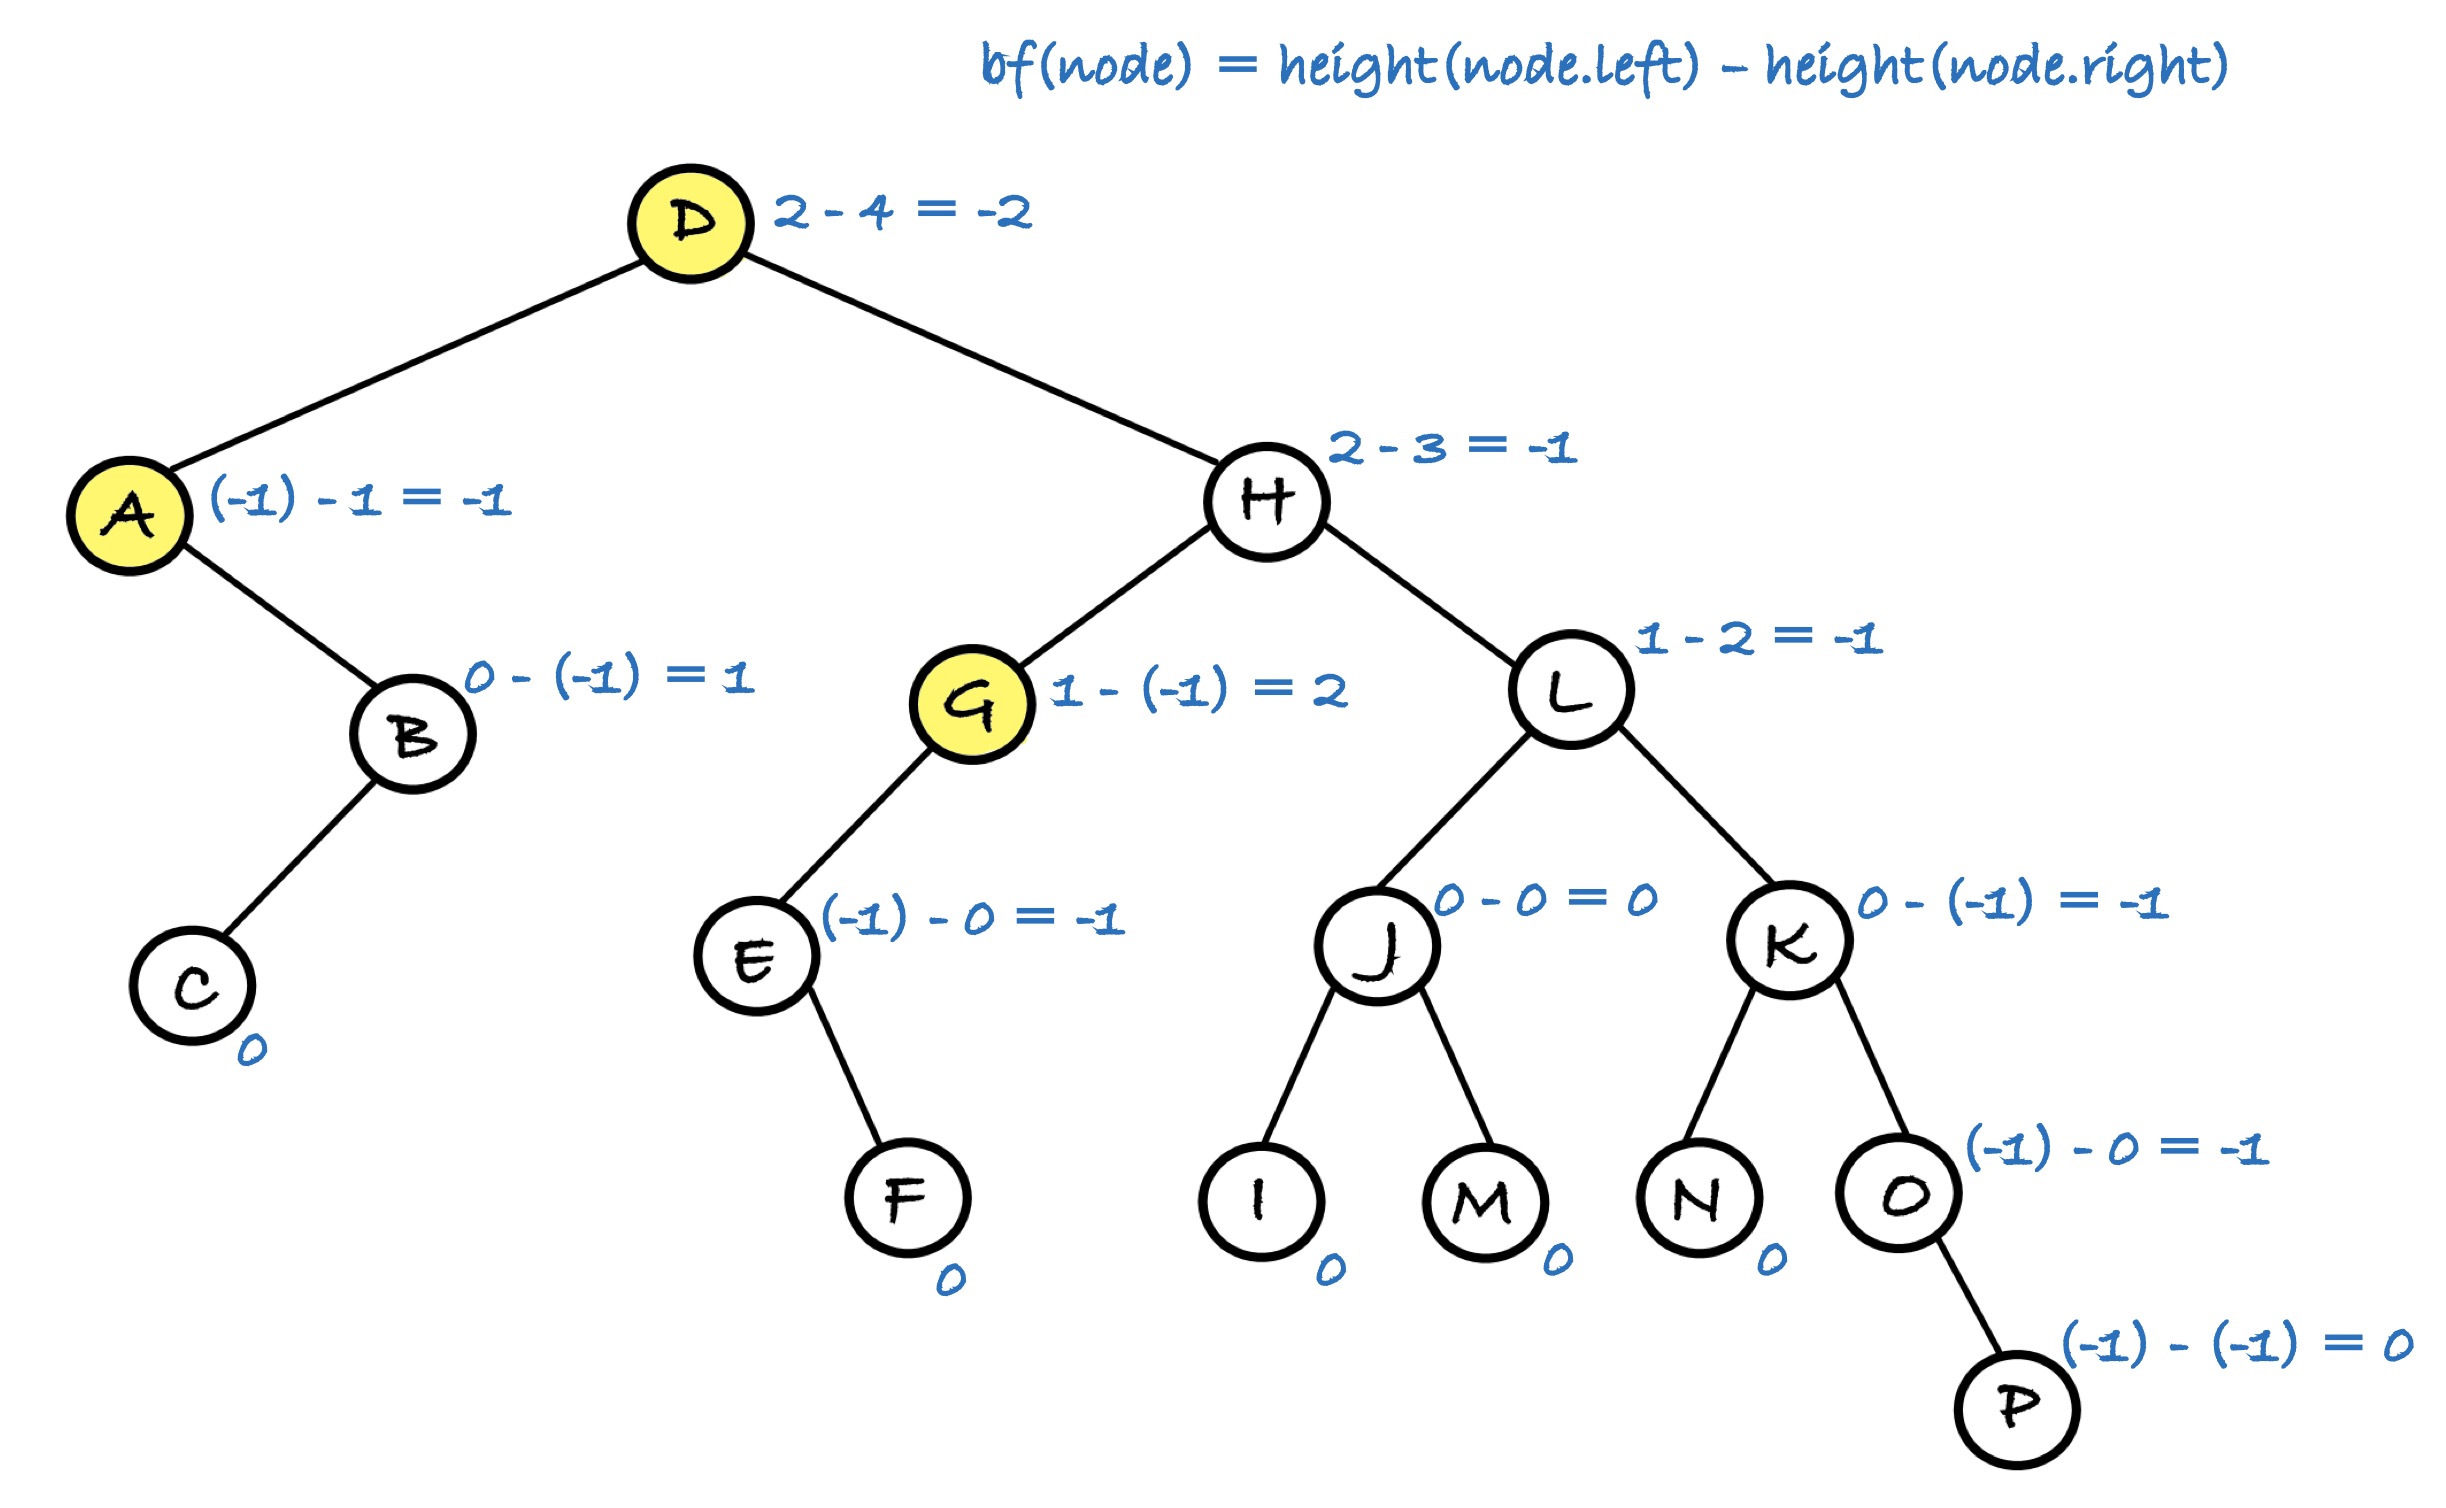 bf(node) = height(node.left) - height(node.right)
D 2 - 4 = -2
A (-1) - 1 = -1
H 2 - 3 = -1
B 0 - (-1) = 1
G 1 - (-1) = 2
L 1 - 2 = -1
C
0
E (-1) - 0 = -1
J 0 - 0 = 0
K 0 - (-1) = -1
F
0
I
0
M
0
N
0
O (-1) - 0 = -1
P (-1) - (-1) = 0